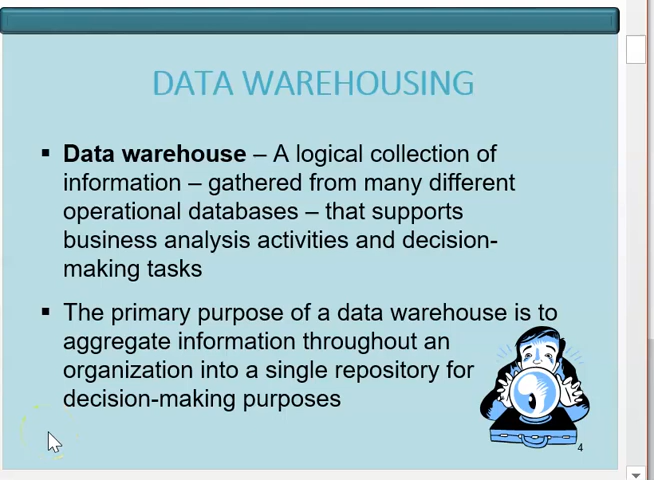 DATA WAREHOUSING
▪ Data warehouse – A logical collection of
information – gathered from many different
operational databases – that supports
business analysis activities and decision-
making tasks
▪ The primary purpose of a data warehouse is to
aggregate information throughout an
organization into a single repository for
decision-making purposes
4